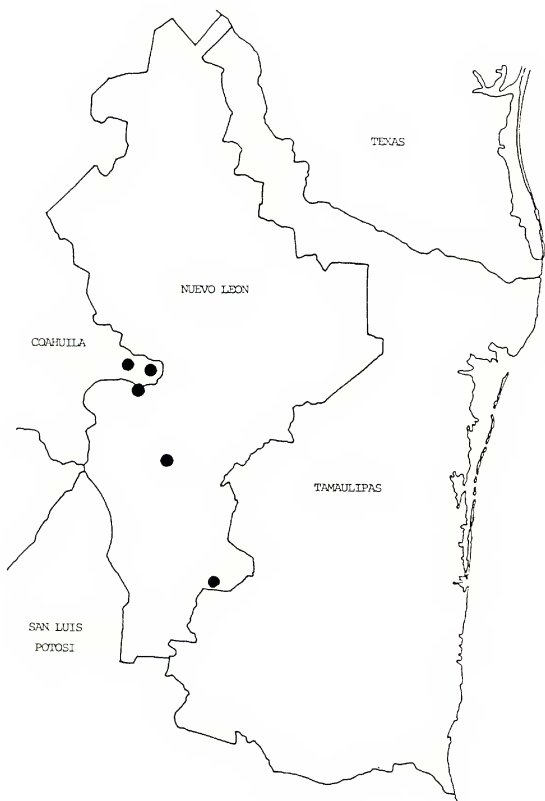 TEXAS
NUEVO LEON
COAHUILA
TAMAULIPAS
SAN LUIS
POTOSI